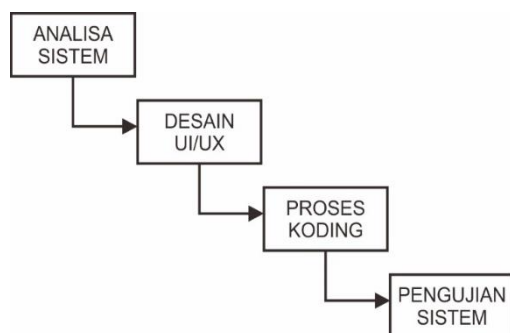 ANALISA
SISTEM
DESAIN
UI/UX
PROSES
KODING
PENGUJIAN
SISTEM